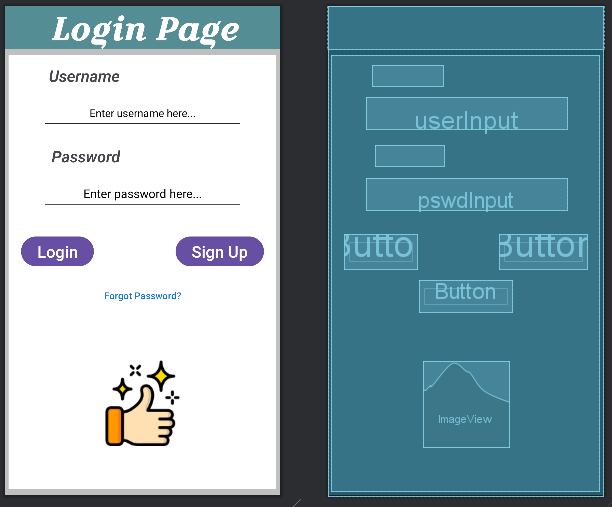 Login Page
Username
Enter username here...
Password
Enter password here...
Login
Sign Up
Forgot Password?
userInput
pswdInput
Butto
Button
Button
ImageView